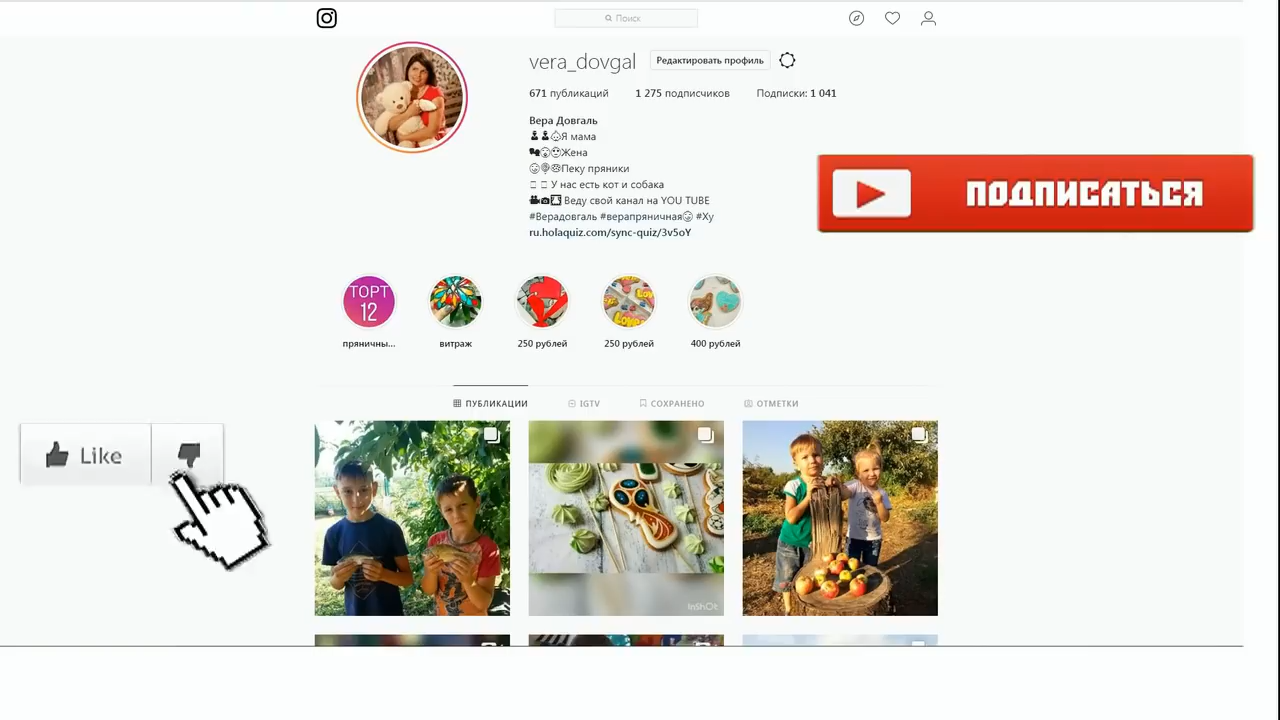 Поиск
vera_dovgal Редактировать профиль
671 публикаций 1 275 подписчиков Подписки: 1 041
Вера Довгаль
Я мама
Жена
Пеку пряники
У нас есть кот и собака
Веду свой канал на YOU TUBE
#Верадовгаль #верапряничная #Ху
ru.holaquiz.com/sync-quiz/3v5oY
ПОДПИСАТЬСЯ
ТОРТ
12
LOVE
LOVE
пряничны... витраж 250 рублей 250 рублей 400 рублей
ПУБЛИКАЦИИ IGTV СОХРАНЕНО ОТМЕТКИ
Like
InShOt